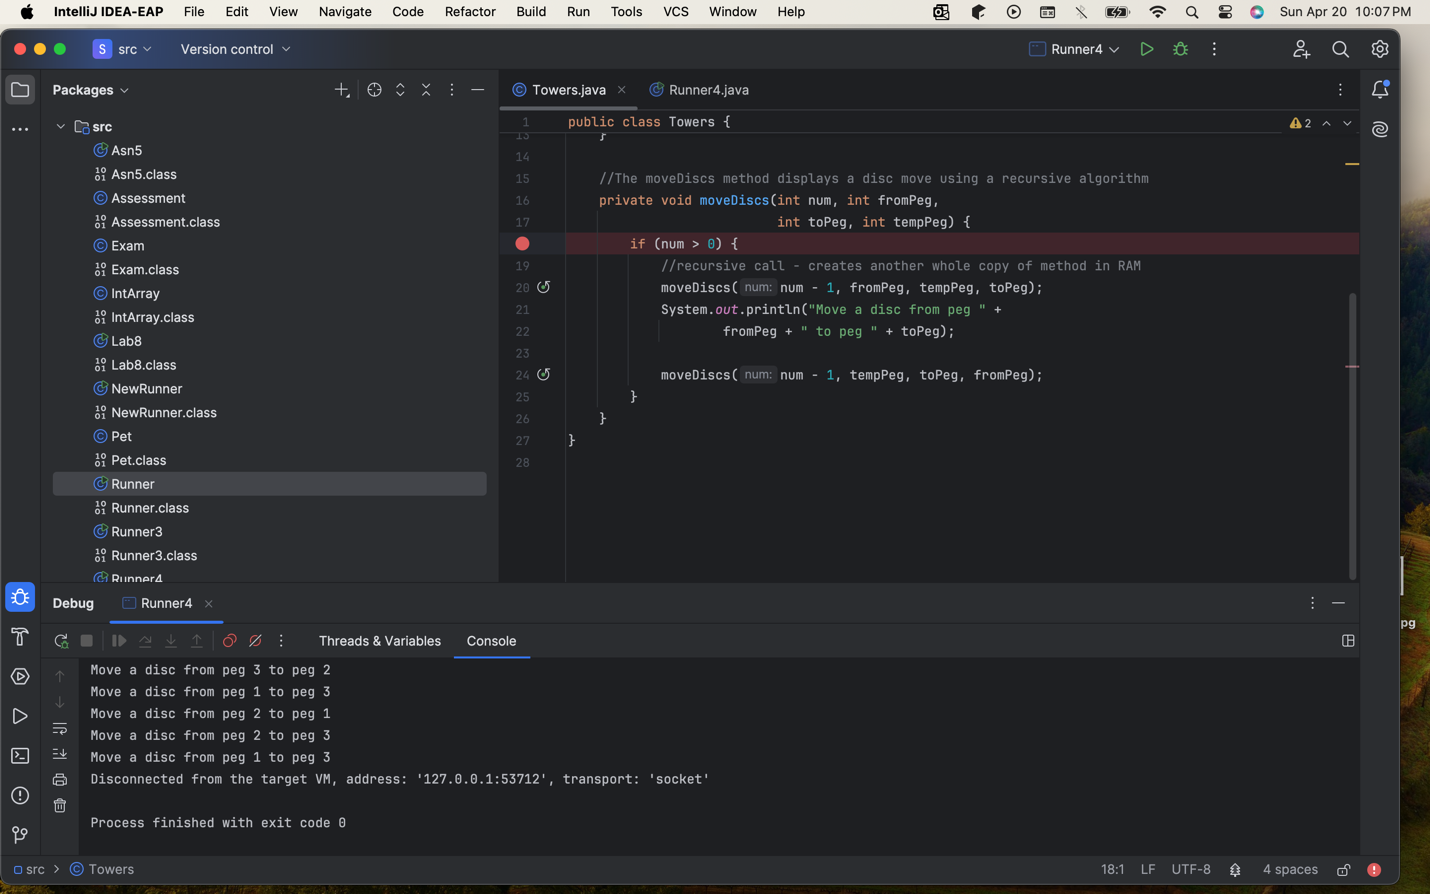 IntelliJ IDEA-EAP File Edit View Navigate Code Refactor Build Run Tools VCS Window Help Sun Apr 20 10:07 PM
S src Version control Runner4
Packages
Towers.java Runner4.java
src
Asn5
Asn5.class
Assessment
Assessment.class
Exam
Exam.class
IntArray
IntArray.class
Lab8
Lab8.class
NewRunner
NewRunner.class
Pet
Pet.class
Runner
Runner.class
Runner3
Runner3.class
Runner4
1 public class Towers { 2
13 }
14
15 //The moveDiscs method displays a disc move using a recursive algorithm
16 private void moveDiscs(int num, int fromPeg,
17 int toPeg, int tempPeg) {
if (num > 0) {
19 //recursive call - creates another whole copy of method in RAM
20 moveDiscs( num: num - 1, fromPeg, tempPeg, toPeg);
21 System.out.println("Move a disc from peg " +
22 fromPeg + " to peg " + toPeg);
23
24 moveDiscs( num: num - 1, tempPeg, toPeg, fromPeg);
25 }
26 }
27 }
28
Debug Runner4
pg
Threads & Variables Console
Move a disc from peg 3 to peg 2
Move a disc from peg 1 to peg 3
Move a disc from peg 2 to peg 1
Move a disc from peg 2 to peg 3
Move a disc from peg 1 to peg 3
Disconnected from the target VM, address: '127.0.0.1:53712', transport: 'socket'
Process finished with exit code 0
src > Towers 18:1 LF UTF-8 4 spaces